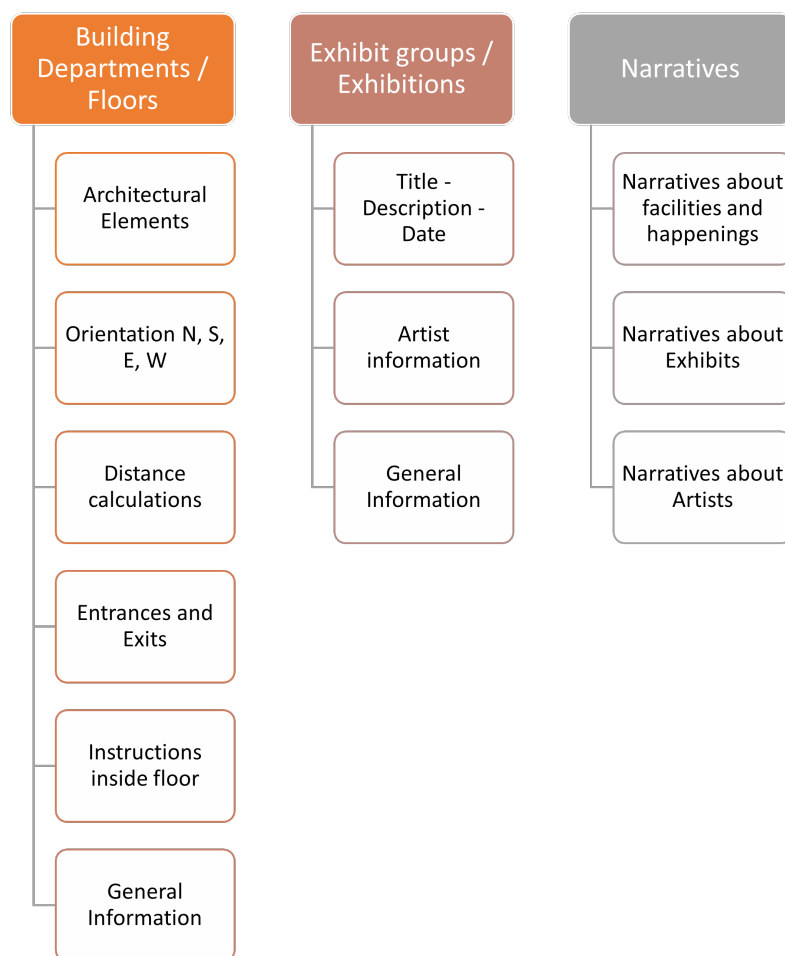 Building
Departments /
Floors
Architectural
Elements
Orientation N, S,
E, W
Distance
calculations
Entrances and
Exits
Instructions
inside floor
General
Information
Exhibit groups /
Exhibitions
Title -
Description -
Date
Artist
information
General
Information
Narratives
Narratives about
facilities and
happenings
Narratives about
Exhibits
Narratives about
Artists